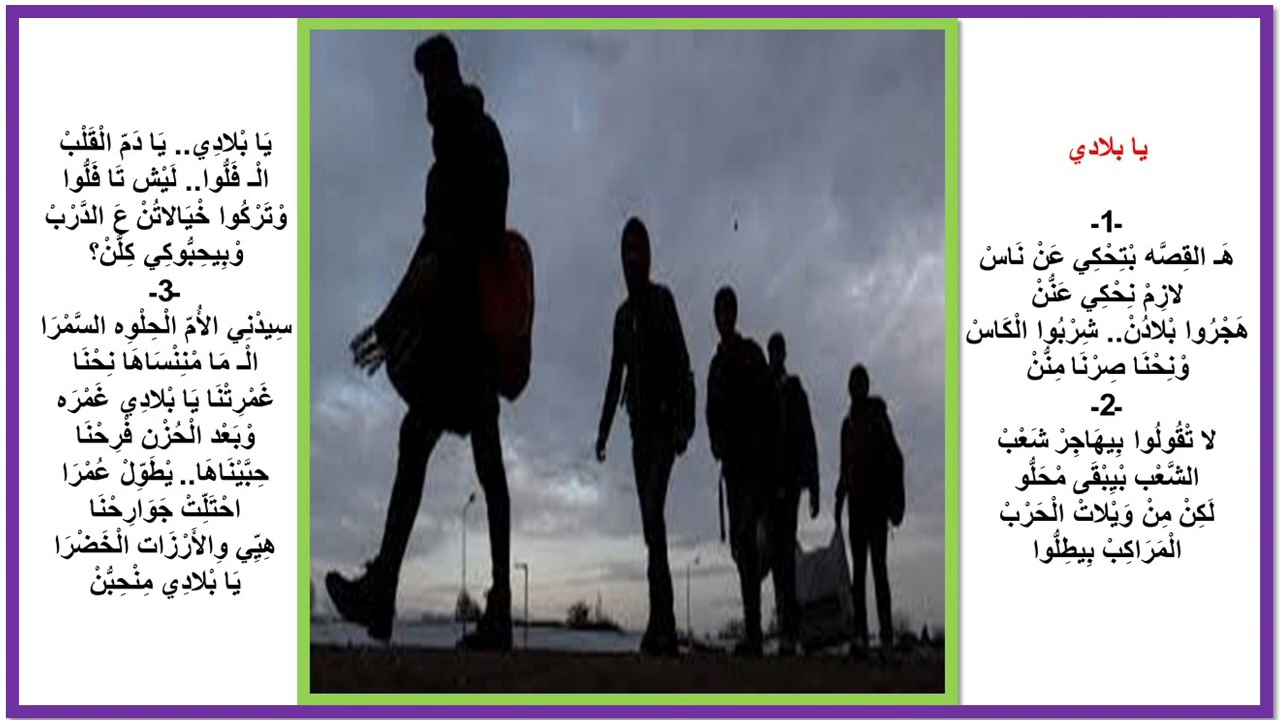 يا بلادي
-1-
هَـ القِصَّه بْتِحْكِي عَنْ نَاسْ
لازِمْ نِحْكِي عَنُّنْ
هَجْرُوا بْلادُنْ.. شِرْبُوا الْكَاسْ
وْنِحْنَا صِرْنَا مِنُّنْ
-2-
لا تْقُولُوا بِيِهَاجِرْ شَعْبْ
الشَّعْب بْيِبْقَى مْحَلُّو
لَكِنْ مِنْ وَيْلاتْ الْحَرْبْ
الْمَرَاكِبْ بِيطِلُّوا
يَا بْلادِي.. يَا دَمّ الْقَلْبْ
الْـ فَلُّوا.. لَيْش تَا فَلُّوا
وْتَرْكُوا خْيَالاتُنْ عَ الدَّرْبْ
وْبِيحِبُّوكِي كِلُّنْ؟
-3-
سِيدْنِي الأُمّ الْحِلْوِه السَّمْرَا
الْـ مَا مْنِنْسَاهَا نِحْنَا
غَمْرِتْنَا يَا بْلادِي غَمْرَه
وْبَعْد الْحُزْن فْرِحْنَا
حِبَّيْنَاهَا.. يْطَوِّلْ عُمْرَا
احْتَلِّتْ جَوَارِحْنَا
هِيِّي وِالأَرْزَات الْخَضْرَا
يَا بْلادِي مِنْحِبُّنْ